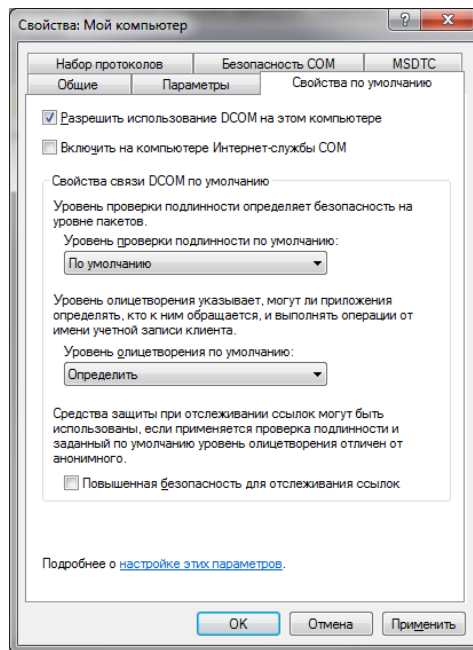 Свойства: Мой компьютер
Набор протоколов
Безопасность COM
MSDTC
Общие
Параметры
Свойства по умолчанию
Разрешить использование DCOM на этом компьютере
Включить на компьютере Интернет-службы COM
Свойства связи DCOM по умолчанию
Уровень проверки подлинности определяет безопасность на
уровне пакетов.
Уровень проверки подлинности по умолчанию:
По умолчанию
Уровень олицетворения указывает, могут ли приложения
определять, кто к ним обращается, и выполнять операции от
имени учетной записи клиента.
Уровень олицетворения по умолчанию:
Определить
Средства защиты при отслеживании ссылок могут быть
использованы, если применяется проверка подлинности и
заданный по умолчанию уровень олицетворения отличен от
анонимного.
Повышенная безопасность для отслеживания ссылок
Подробнее о настройке этих параметров.
ОК
Отмена
Применить